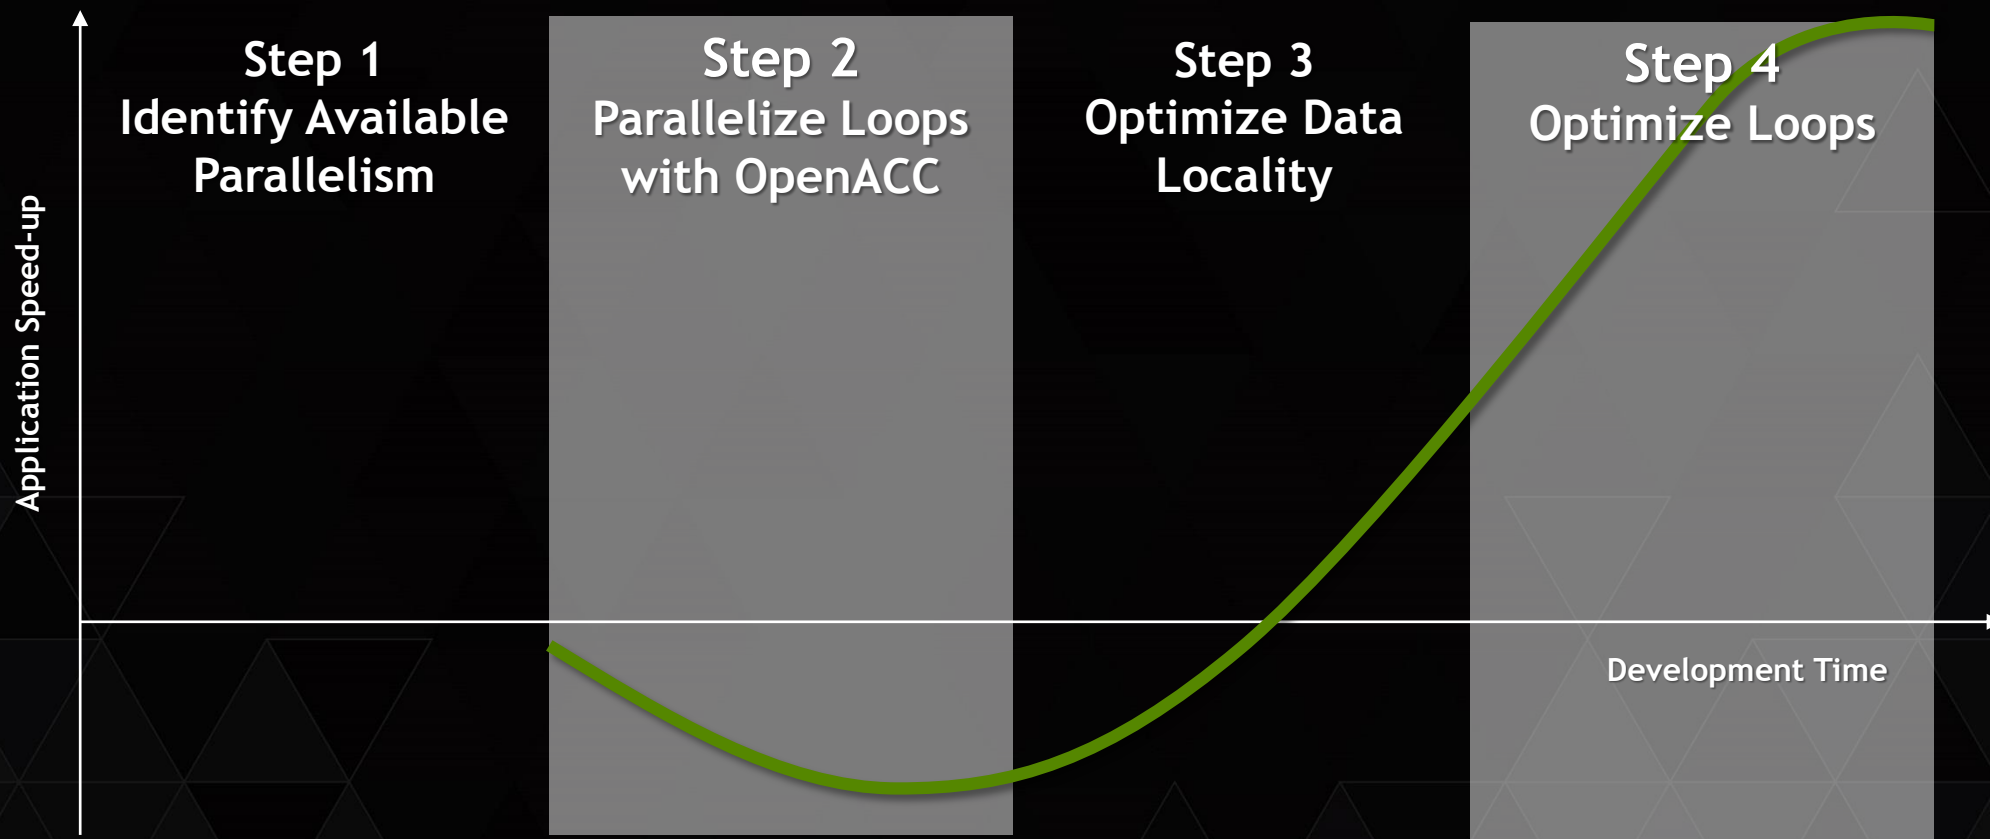 Step 1
Identify Available
Parallelism
Step 2
Parallelize Loops
with OpenACC
Step 3
Optimize Data
Locality
Step 4
Optimize Loops
Application Speed-up
Development Time